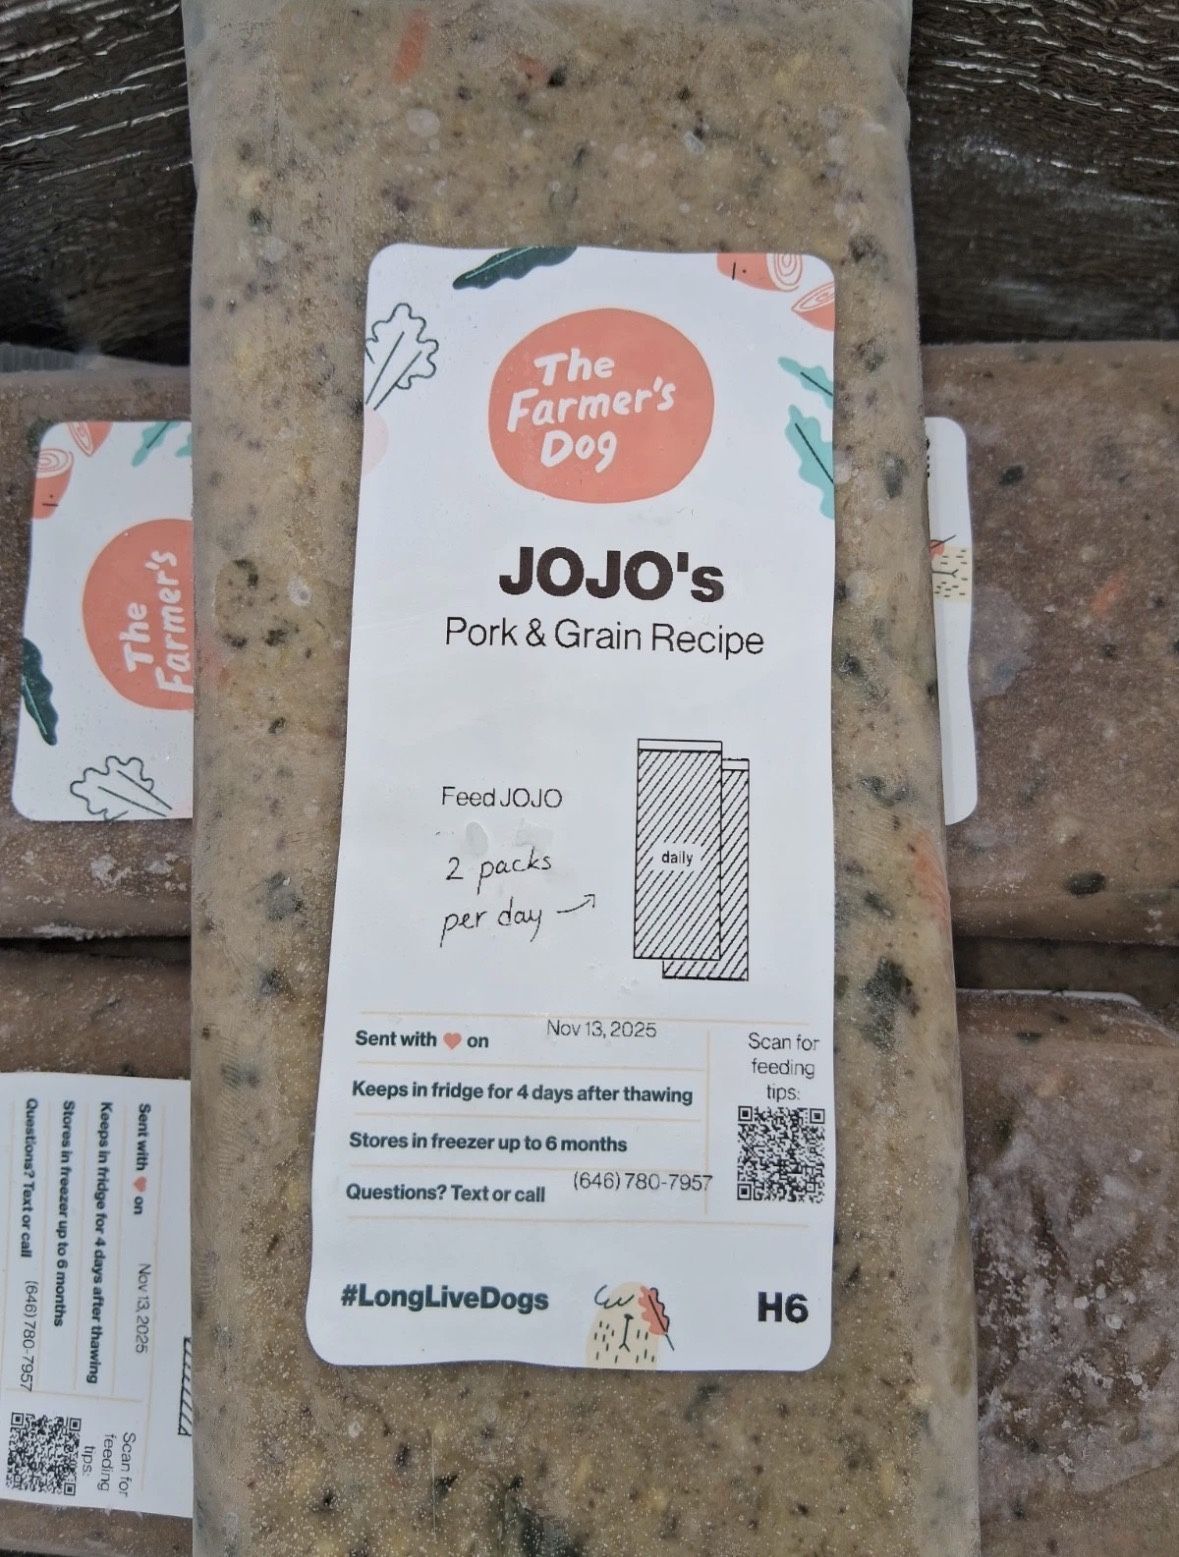 The
Farmer's
Dog
JOJO's
Pork & Grain Recipe
Feed JOJO
2 packs
per day
daily
Sent with ❤ on Nov 13, 2025
Keeps in fridge for 4 days after thawing
Stores in freezer up to 6 months
Questions? Text or call (646) 780-7957
Scan for
feeding
tips:
#LongLiveDogs
H6
The
Farmer's
Sent with ❤ on Nov 13, 2025
Keeps in fridge for 4 days after thawing
Stores in freezer up to 6 months
Questions? Text or call (646) 780-7957
Scan for
feeding
tips: